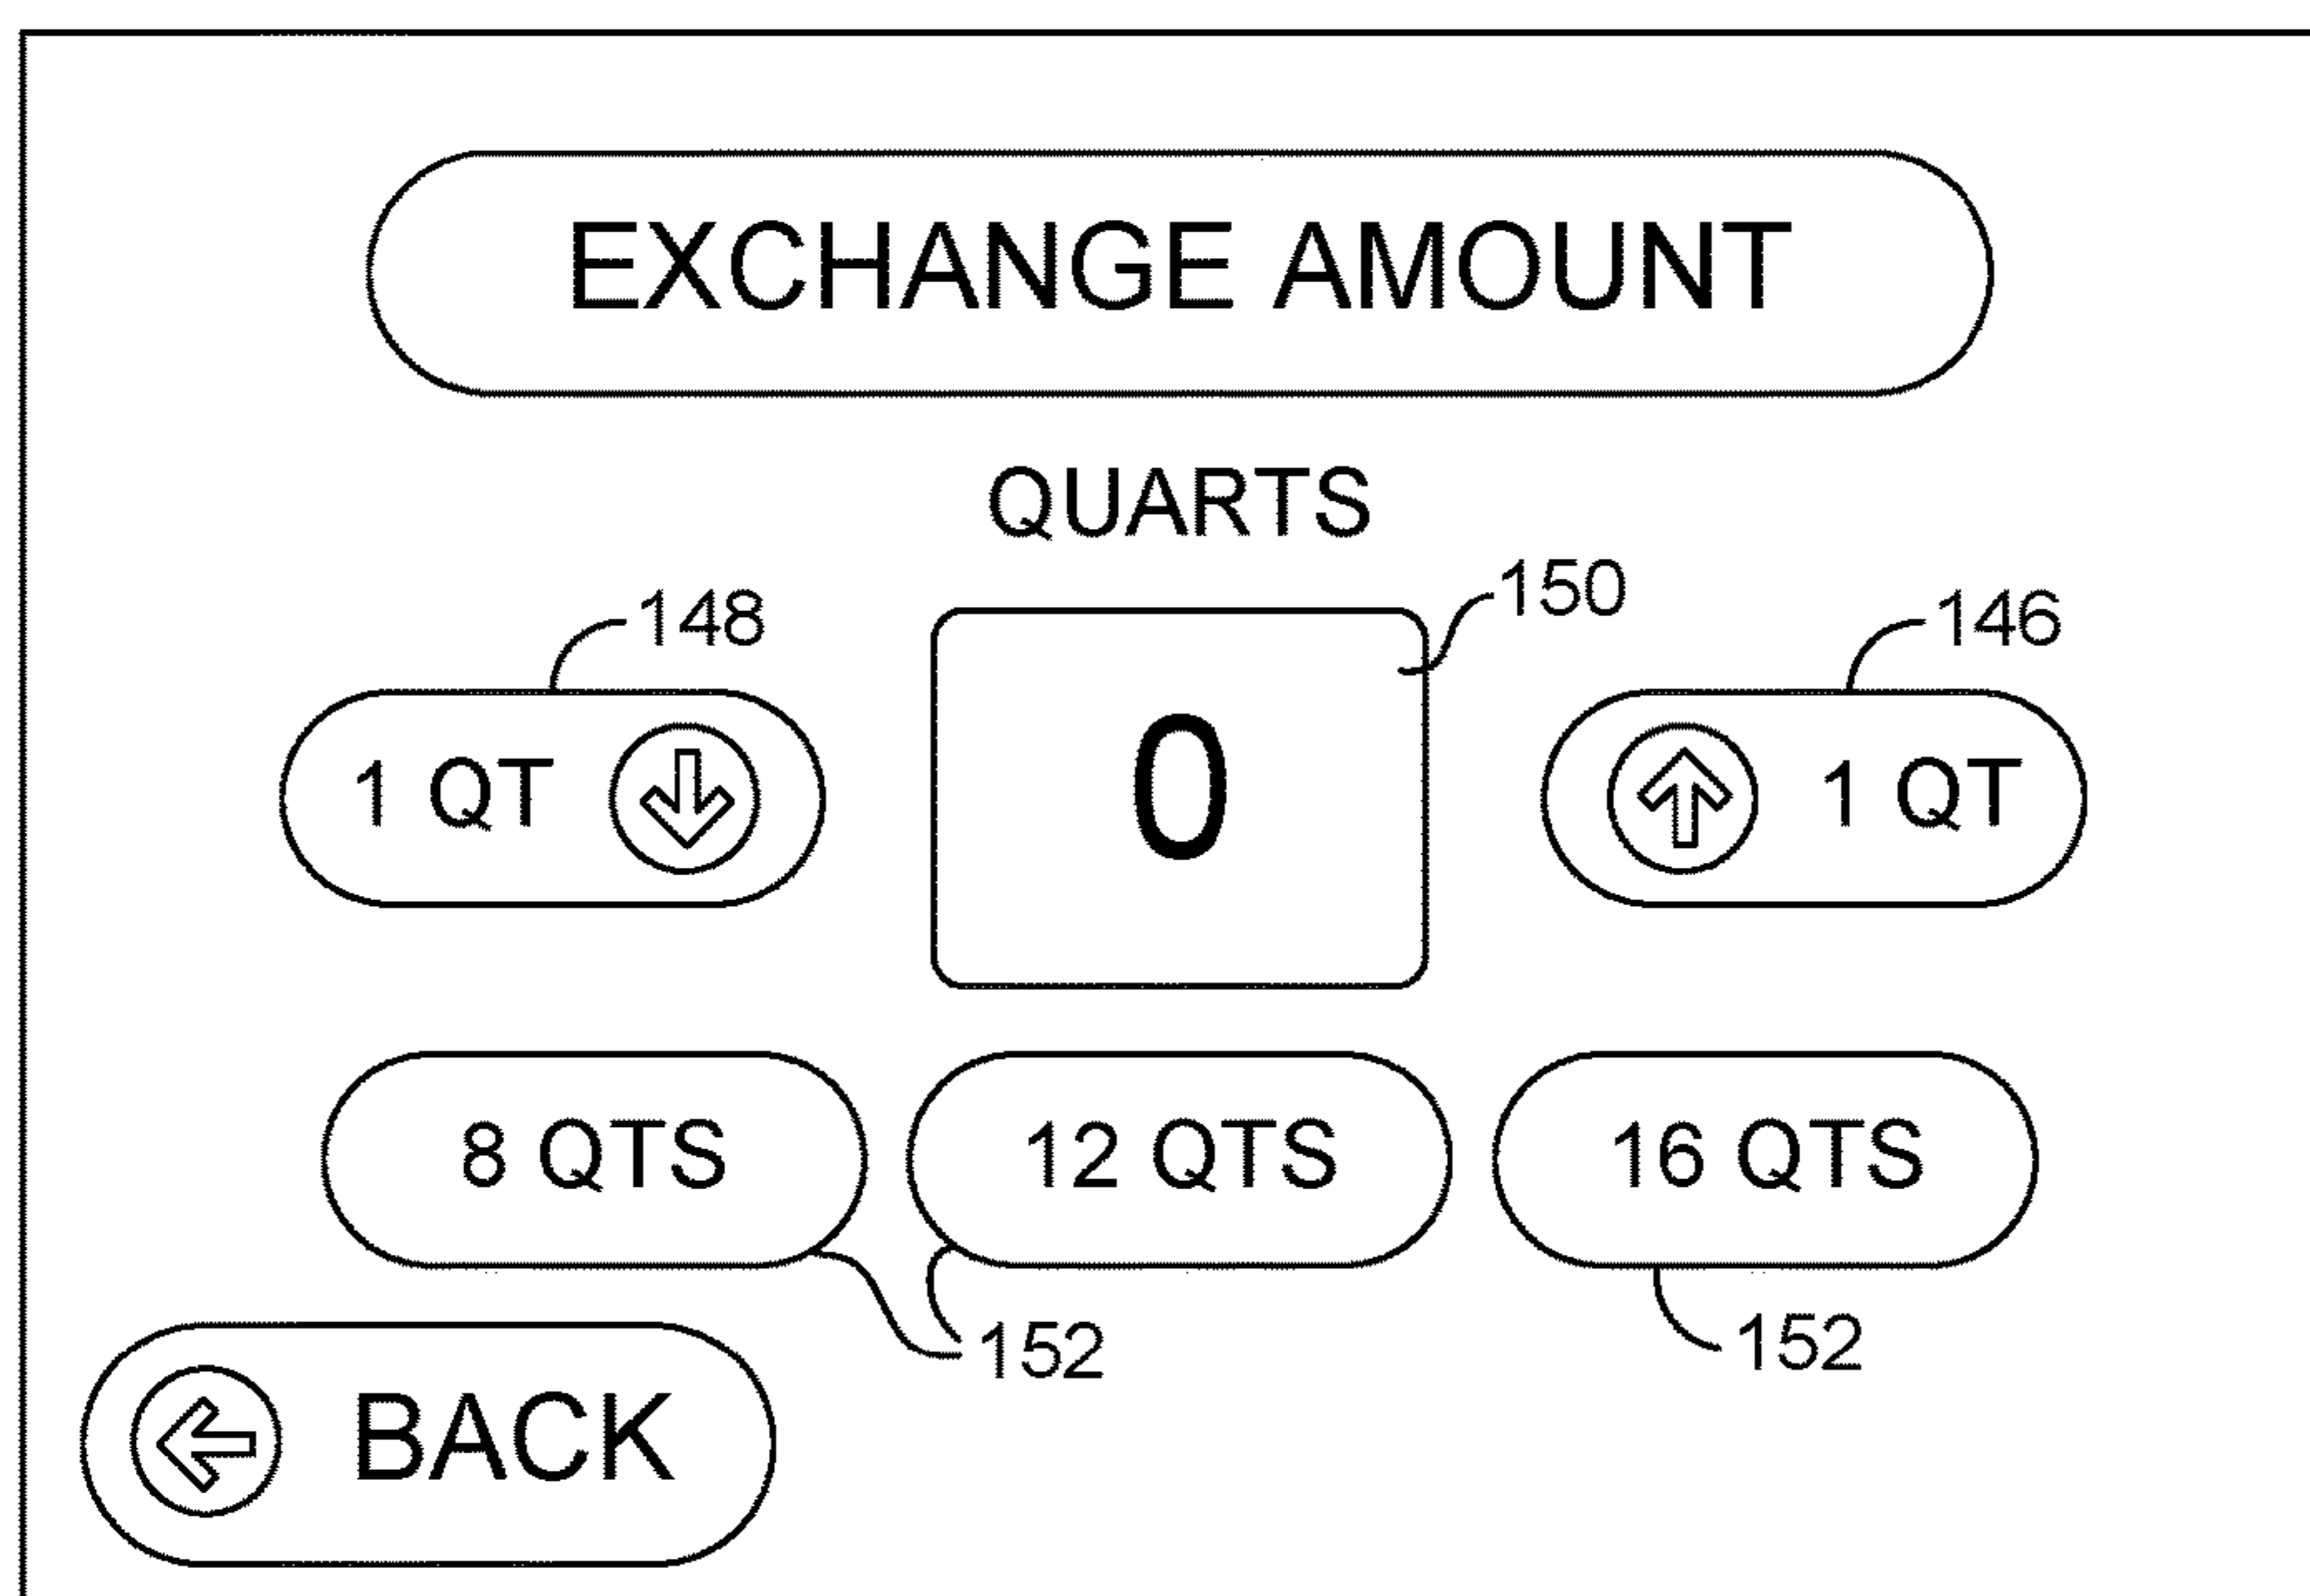 EXCHANGE AMOUNT
QUARTS
148
150
146
1 QT
0
1 QT
8 QTS
12 QTS
16 QTS
152
152
BACK